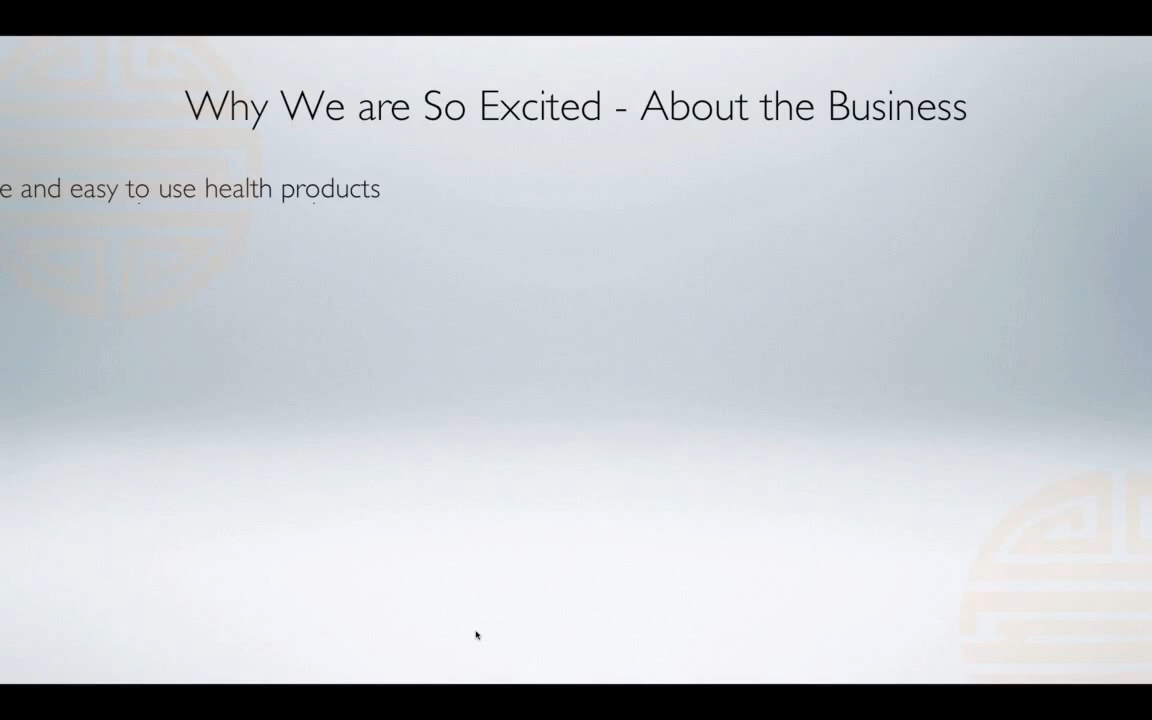 Why We are So Excited - About the Business
e and easy to use health products